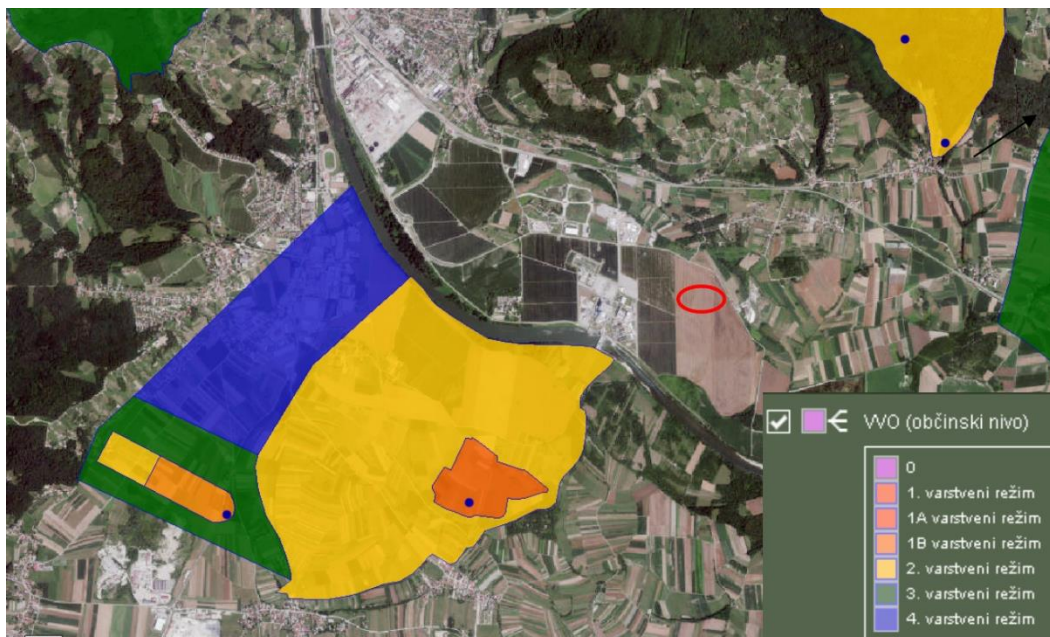 VVO (občinski nivo)
0
1. varstveni režim
1A varstveni režim
1B varstveni režim
2. varstveni režim
3. varstveni režim
4. varstveni režim